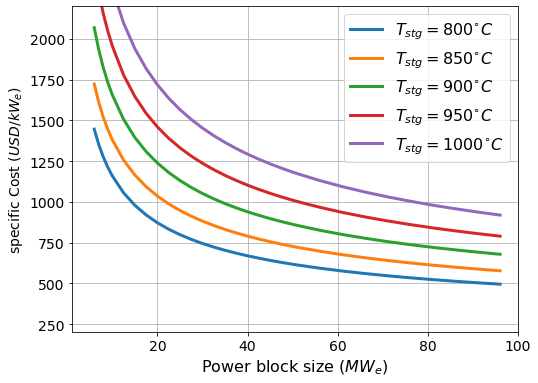 specific Cost (USD/kW_e)
2000
1750
1500
1250
1000
750
500
250
T_stg = 800°C
T_stg = 850°C
T_stg = 900°C
T_stg = 950°C
T_stg = 1000°C
20 40 60 80 100
Power block size (MW_e)